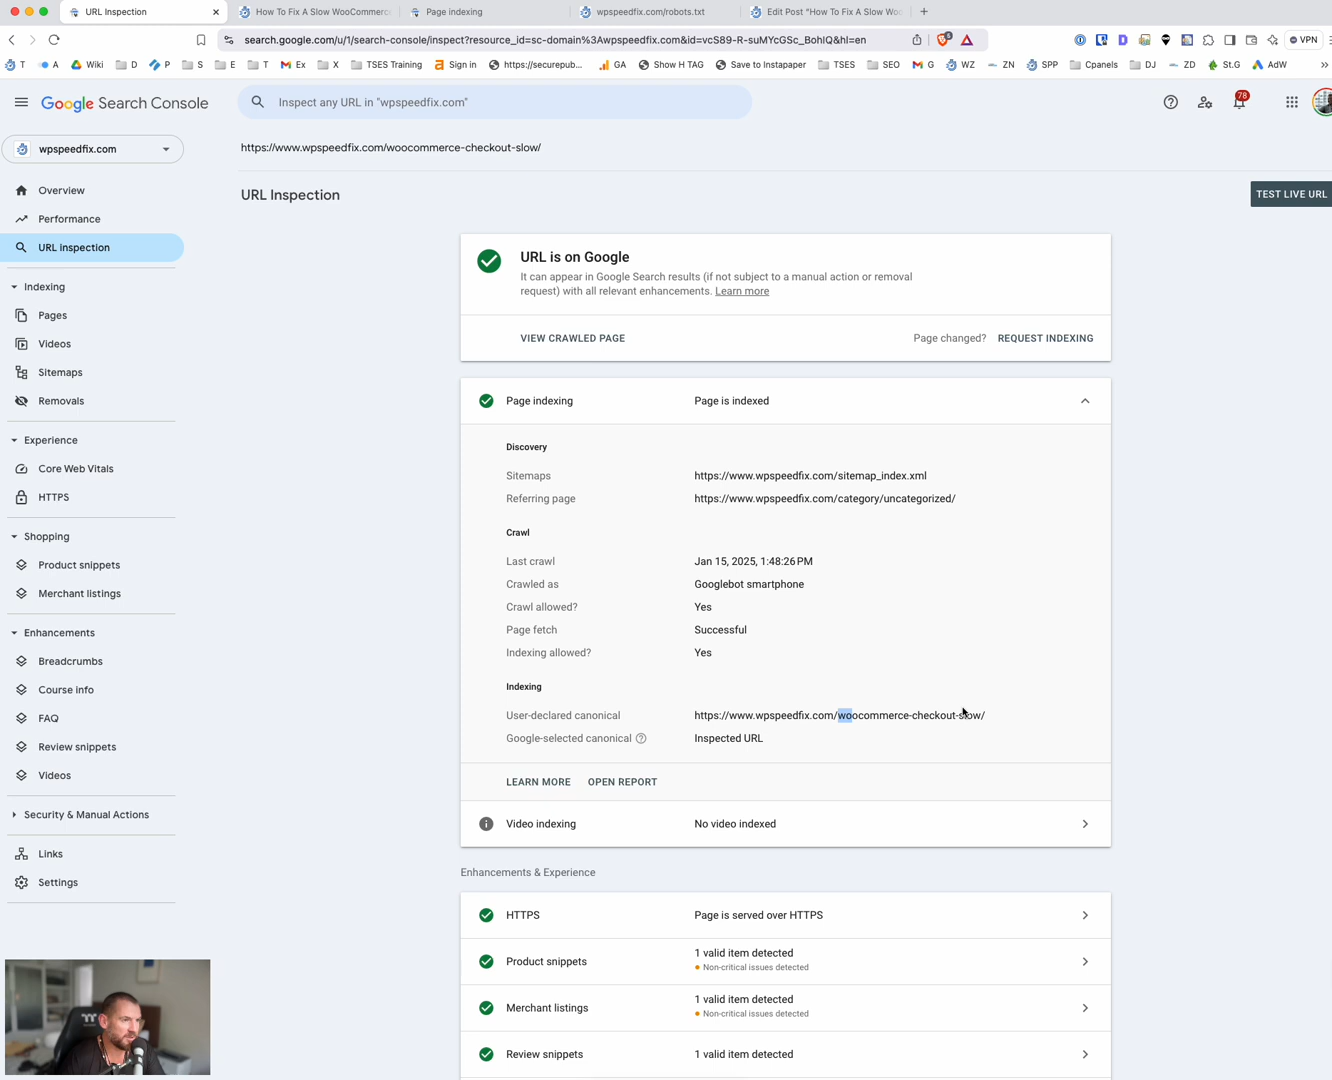 URL Inspection
How To Fix A Slow WooCommerc
Page indexing
wpspeedfix.com/robots.txt
Edit Post "How To Fix A Slow Woo
search.google.com/u/1/search-console/inspect?resource_id=sc-domain%3Awpspeedfix.com&id=vcS89-R-suMYcGSc_BohIQ&hl=en
VPN
T
A
Wiki
D
P
S
E
T
Ex
X
TSES Training
Sign in
https://securepub...
GA
Show H TAG
Save to Instapaper
TSES
SEO
G
WZ
ZN
SPP
Cpanels
DJ
ZD
St.G
AdW
Google Search Console
Inspect any URL in "wpspeedfix.com"
78
wpspeedfix.com
https://www.wpspeedfix.com/woocommerce-checkout-slow/
URL Inspection
TEST LIVE URL
Overview
Performance
URL inspection
Indexing
Pages
Videos
Sitemaps
Removals
Experience
Core Web Vitals
HTTPS
Shopping
Product snippets
Merchant listings
Enhancements
Breadcrumbs
Course info
FAQ
Review snippets
Videos
Security & Manual Actions
Links
Settings
URL is on Google
It can appear in Google Search results (if not subject to a manual action or removal
request) with all relevant enhancements. Learn more
VIEW CRAWLED PAGE
Page changed? REQUEST INDEXING
Page indexing Page is indexed
Discovery
Sitemaps https://www.wpspeedfix.com/sitemap_index.xml
Referring page https://www.wpspeedfix.com/category/uncategorized/
Crawl
Last crawl Jan 15, 2025, 1:48:26 PM
Crawled as Googlebot smartphone
Crawl allowed? Yes
Page fetch Successful
Indexing allowed? Yes
Indexing
User-declared canonical https://www.wpspeedfix.com/woocommerce-checkout-slow/
Google-selected canonical Inspected URL
LEARN MORE OPEN REPORT
Video indexing No video indexed
Enhancements & Experience
HTTPS Page is served over HTTPS
Product snippets 1 valid item detected
Non-critical issues detected
Merchant listings 1 valid item detected
Non-critical issues detected
Review snippets 1 valid item detected